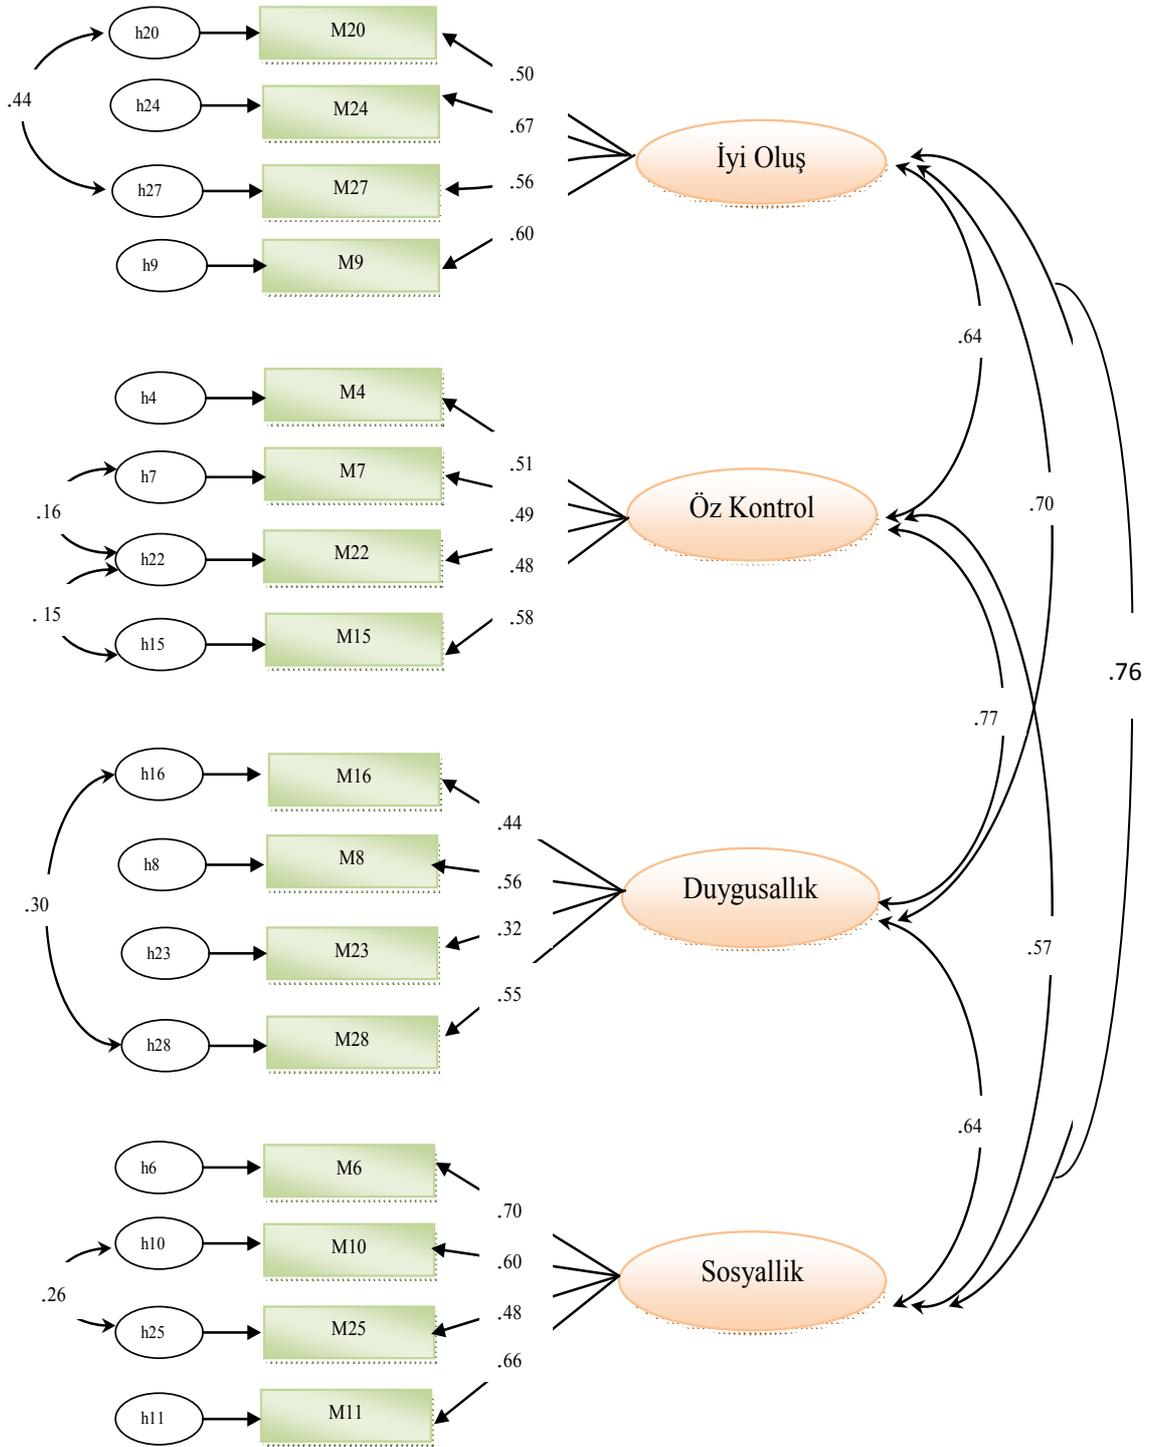 h20
M20
.50
.44
h24
M24
.67
İyi Oluş
h27
M27
.56
h9
M9
.60
.64
h4
M4
h7
M7
.51
.16
.49
Öz Kontrol
.70
h22
M22
.48
. 15
h15
M15
.58
.76
.77
h16
M16
.44
h8
M8
.56
Duygusallık
.30
.32
h23
M23
.57
.55
h28
M28
.64
h6
M6
.70
h10
M10
.60
Sosyallik
.26
.48
h25
M25
.66
h11
M11